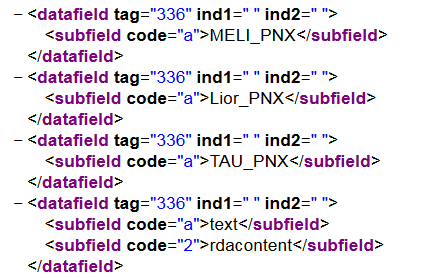 – <datafield tag="336" ind1=" " ind2=" ">
<subfield code="a">MELI_PNX</subfield>
</datafield>
– <datafield tag="336" ind1=" " ind2=" ">
<subfield code="a">Lior_PNX</subfield>
</datafield>
– <datafield tag="336" ind1=" " ind2=" ">
<subfield code="a">TAU_PNX</subfield>
</datafield>
– <datafield tag="336" ind1=" " ind2=" ">
<subfield code="a">text</subfield>
<subfield code="2">rdacontent</subfield>
</datafield>